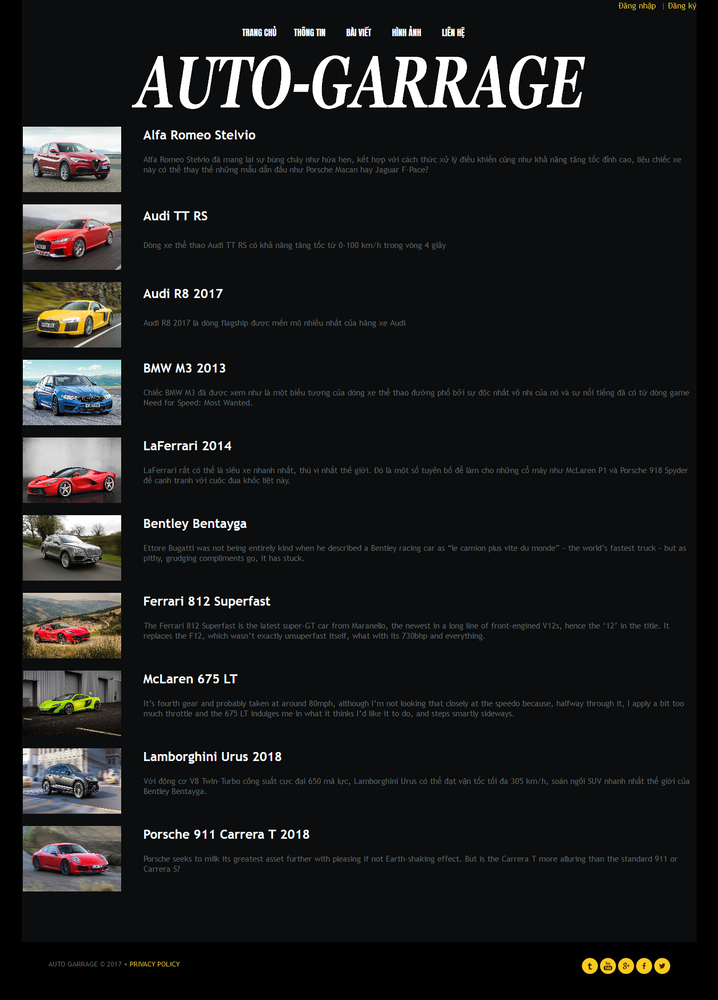 Đăng nhập | Đăng ký
TRANG CHỦ THÔNG TIN BÀI VIẾT HÌNH ẢNH LIÊN HỆ
AUTO-GARRAGE
Alfa Romeo Stelvio
Alfa Romeo Stelvio đã mang lại sự bùng cháy như hứa hẹn, kết hợp với cách thức xử lý điều khiển cũng như khả năng tăng tốc đỉnh cao, liệu chiếc xe
này có thể thay thế những mẫu dẫn đầu như Porsche Macan hay Jaguar F-Pace?
Audi TT RS
Dòng xe thể thao Audi TT RS có khả năng tăng tốc từ 0-100 km/h trong vòng 4 giây
Audi R8 2017
Audi R8 2017 là dòng flagship được mến mộ nhiều nhất của hãng xe Audi
BMW M3 2013
Chiếc BMW M3 đã được xem như là một biểu tượng của dòng xe thể thao đường phố bởi sự độc nhất vô nhị của nó và sự nổi tiếng đã có từ dòng game
Need for Speed: Most Wanted.
LaFerrari 2014
LaFerrari rất có thể là siêu xe nhanh nhất, thú vị nhất thế giới. Đó là một số tuyên bố để làm cho những cổ máy như McLaren P1 và Porsche 918 Spyder
để cạnh tranh với cuộc đua khốc liệt này.
Bentley Bentayga
Ettore Bugatti was not being entirely kind when he described a Bentley racing car as “le camion plus vite du monde” – the world’s fastest truck – but as
pithy, grudging compliments go, it has stuck.
Ferrari 812 Superfast
The Ferrari 812 Superfast is the latest super-GT car from Maranello, the newest in a long line of front-engined V12s, hence the ‘12’ in the title. It
replaces the F12, which wasn’t exactly unsuperfast itself, what with its 730bhp and everything.
McLaren 675 LT
It’s fourth gear and probably taken at around 80mph, although I’m not looking that closely at the speedo because, halfway through it, I apply a bit too
much throttle and the 675 LT indulges me in what it thinks I’d like it to do, and steps smartly sideways.
Lamborghini Urus 2018
Với động cơ V8 Twin-Turbo công suất cực đại 650 mã lực, Lamborghini Urus có thể đạt vận tốc tối đa 305 km/h, soán ngôi SUV nhanh nhất thế giới của
Bentley Bentayga.
Porsche 911 Carrera T 2018
Porsche seeks to milk its greatest asset further with pleasing if not Earth-shaking effect. But is the Carrera T more alluring than the standard 911 or
Carrera S?
AUTO GARRAGE © 2017 • PRIVACY POLICY